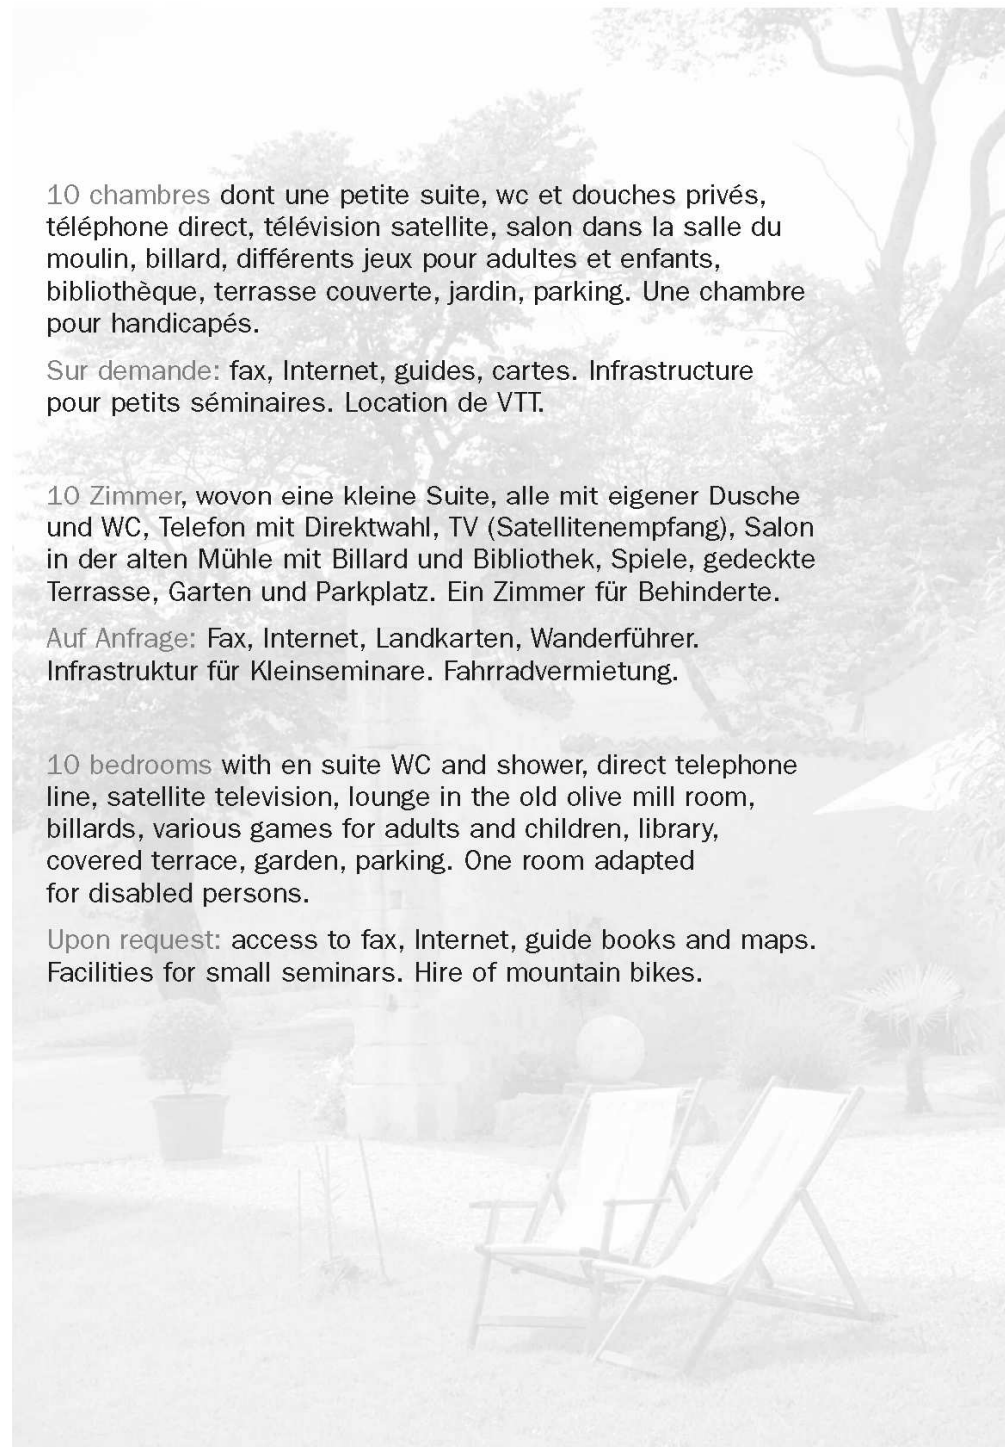 10 chambres dont une petite suite, wc et douches privés,
téléphone direct, télévision satellite, salon dans la salle du
moulin, billard, différents jeux pour adultes et enfants,
bibliothèque, terrasse couverte, jardin, parking. Une chambre
pour handicapés.
Sur demande: fax, Internet, guides, cartes. Infrastructure
pour petits séminaires. Location de VTT.
10 Zimmer, wovon eine kleine Suite, alle mit eigener Dusche
und WC, Telefon mit Direktwahl, TV (Satellitenempfang), Salon
in der alten Mühle mit Billard und Bibliothek, Spiele, gedeckte
Terrasse, Garten und Parkplatz. Ein Zimmer für Behinderte.
Auf Anfrage: Fax, Internet, Landkarten, Wanderführer.
Infrastruktur für Kleinseminare. Fahrradvermietung.
10 bedrooms with en suite WC and shower, direct telephone
line, satellite television, lounge in the old olive mill room,
billards, various games for adults and children, library,
covered terrace, garden, parking. One room adapted
for disabled persons.
Upon request: access to fax, Internet, guide books and maps.
Facilities for small seminars. Hire of mountain bikes.